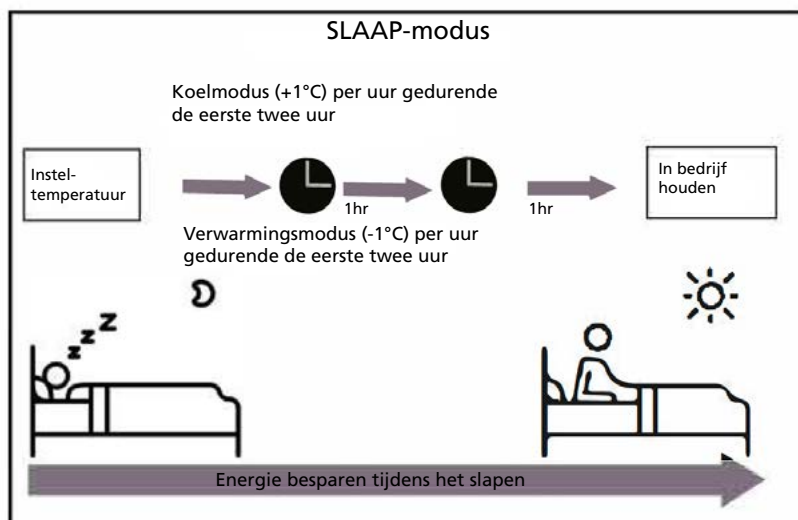 SLAAP-modus
Koelmodus (+1°C) per uur gedurende
de eerste twee uur
Instel-
temperatuur
1hr
1hr
In bedrijf
houden
Verwarmingsmodus (-1°C) per uur
gedurende de eerste twee uur
z z z Z
Energie besparen tijdens het slapen